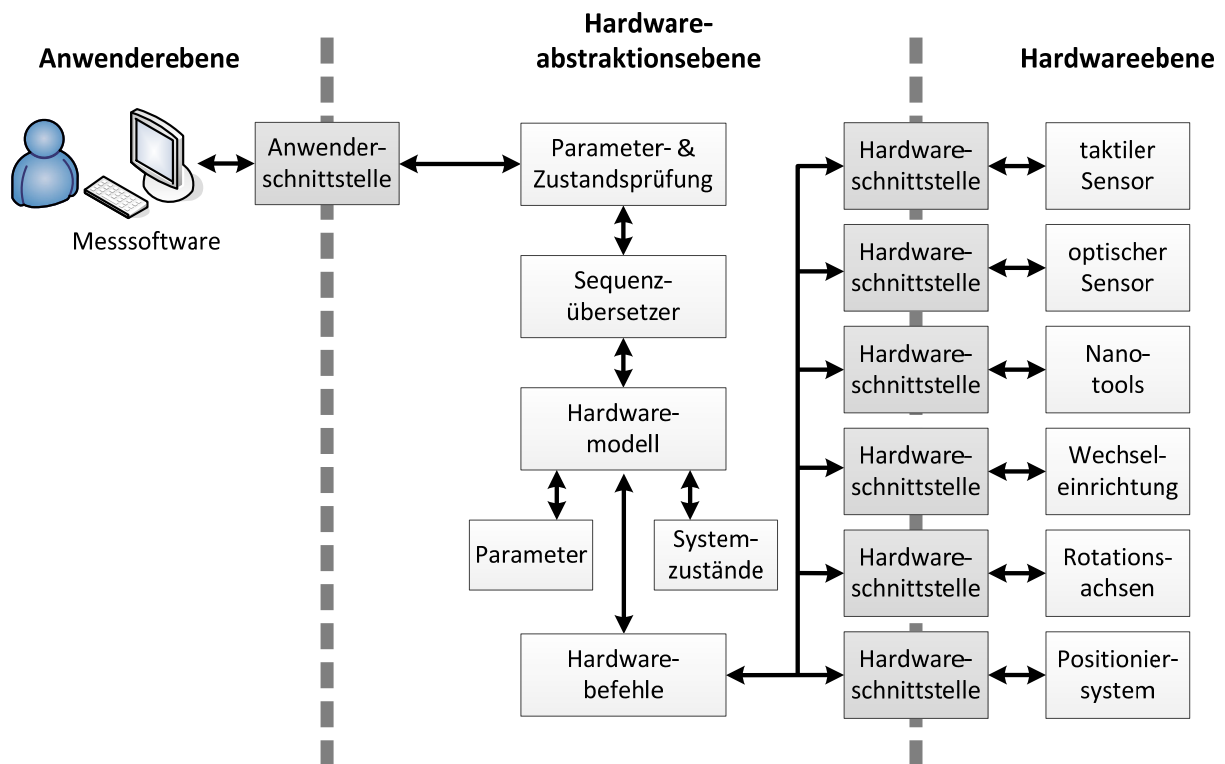 Anwenderebene
Hardware-
abstraktionsebene
Hardwareebene
Messsoftware
Anwender-
schnittstelle
Parameter- &
Zustandsprüfung
Sequenz-
übersetzer
Hardware-
modell
Parameter
System-
zustände
Hardware-
befehle
Hardware-
schnittstelle
taktiler
Sensor
Hardware-
schnittstelle
optischer
Sensor
Hardware-
schnittstelle
Nano-
tools
Hardware-
schnittstelle
Wechsel-
einrichtung
Hardware-
schnittstelle
Rotations-
achsen
Hardware-
schnittstelle
Positionier-
system